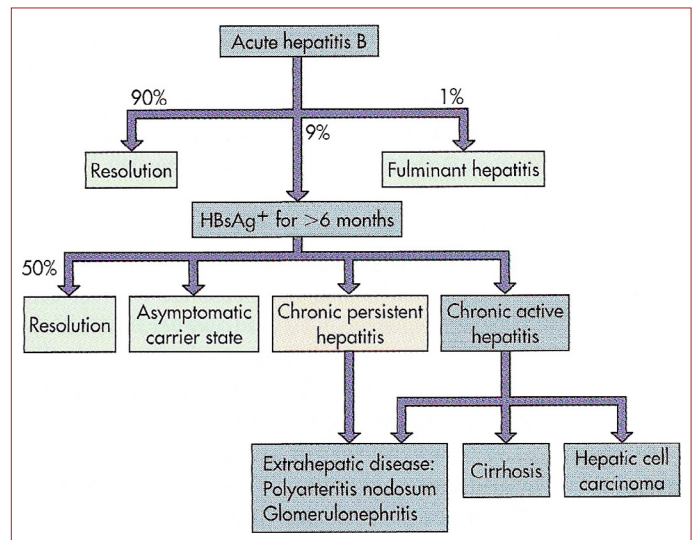 Acute hepatitis B
90%
1%
9%
Resolution
Fulminant hepatitis
HBsAg+ for >6 months
50%
Resolution
Asymptomatic
carrier state
Chronic persistent
hepatitis
Chronic active
hepatitis
Extrahepatic disease:
Polyarteritis nodosum
Glomerulonephritis
Cirrhosis
Hepatic cell
carcinoma